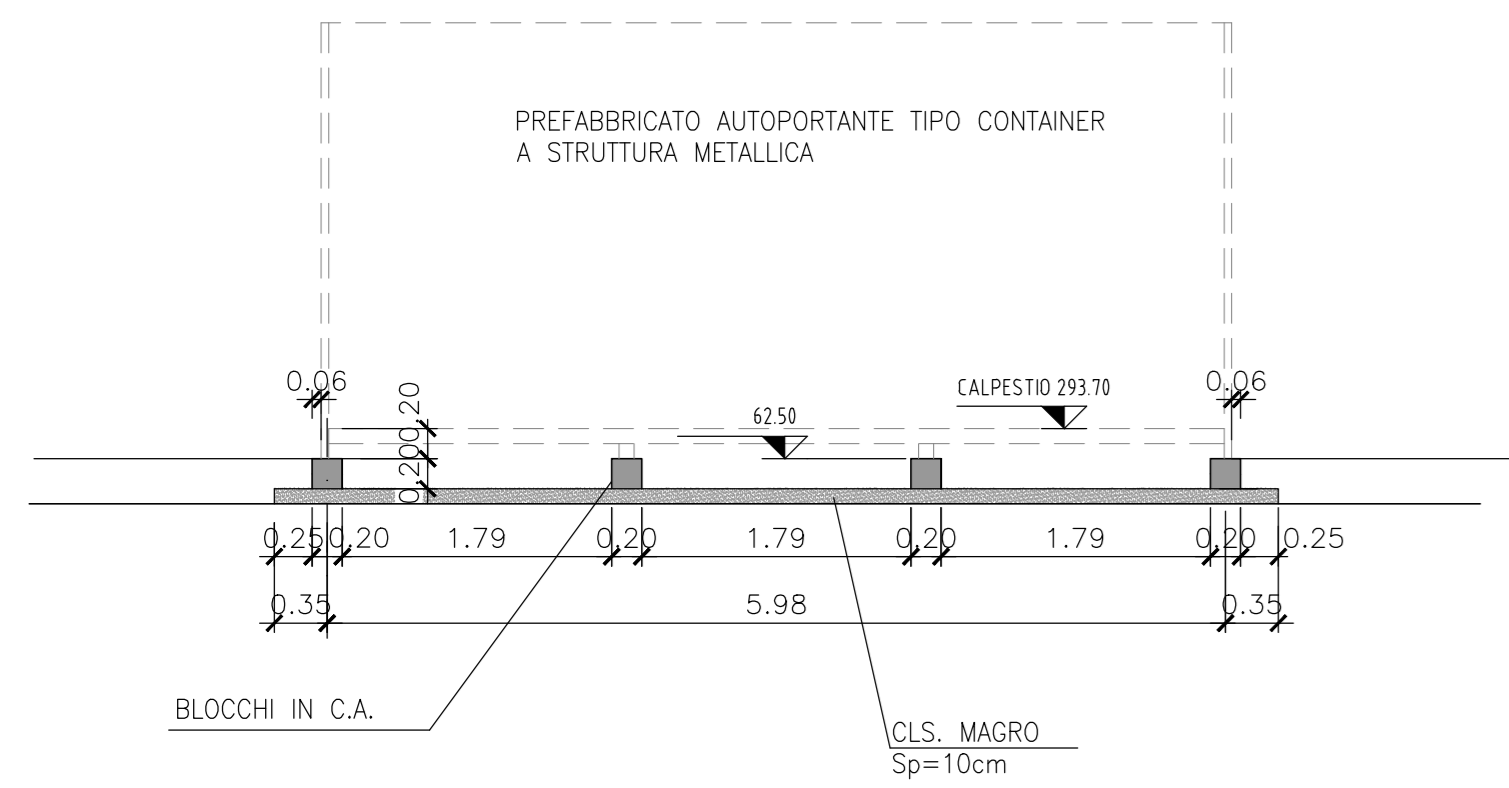 PREFABBRICATO AUTOPORTANTE TIPO CONTAINER
A STRUTTURA METALLICA
0.06
0.20
0.20
62.50
CALPESTIO 293.70
0.06
0.25 0.20 1.79 0.20 1.79 0.20 1.79 0.20 0.25
0.35 5.98 0.35
BLOCCHI IN C.A.
CLS. MAGRO
Sp=10cm